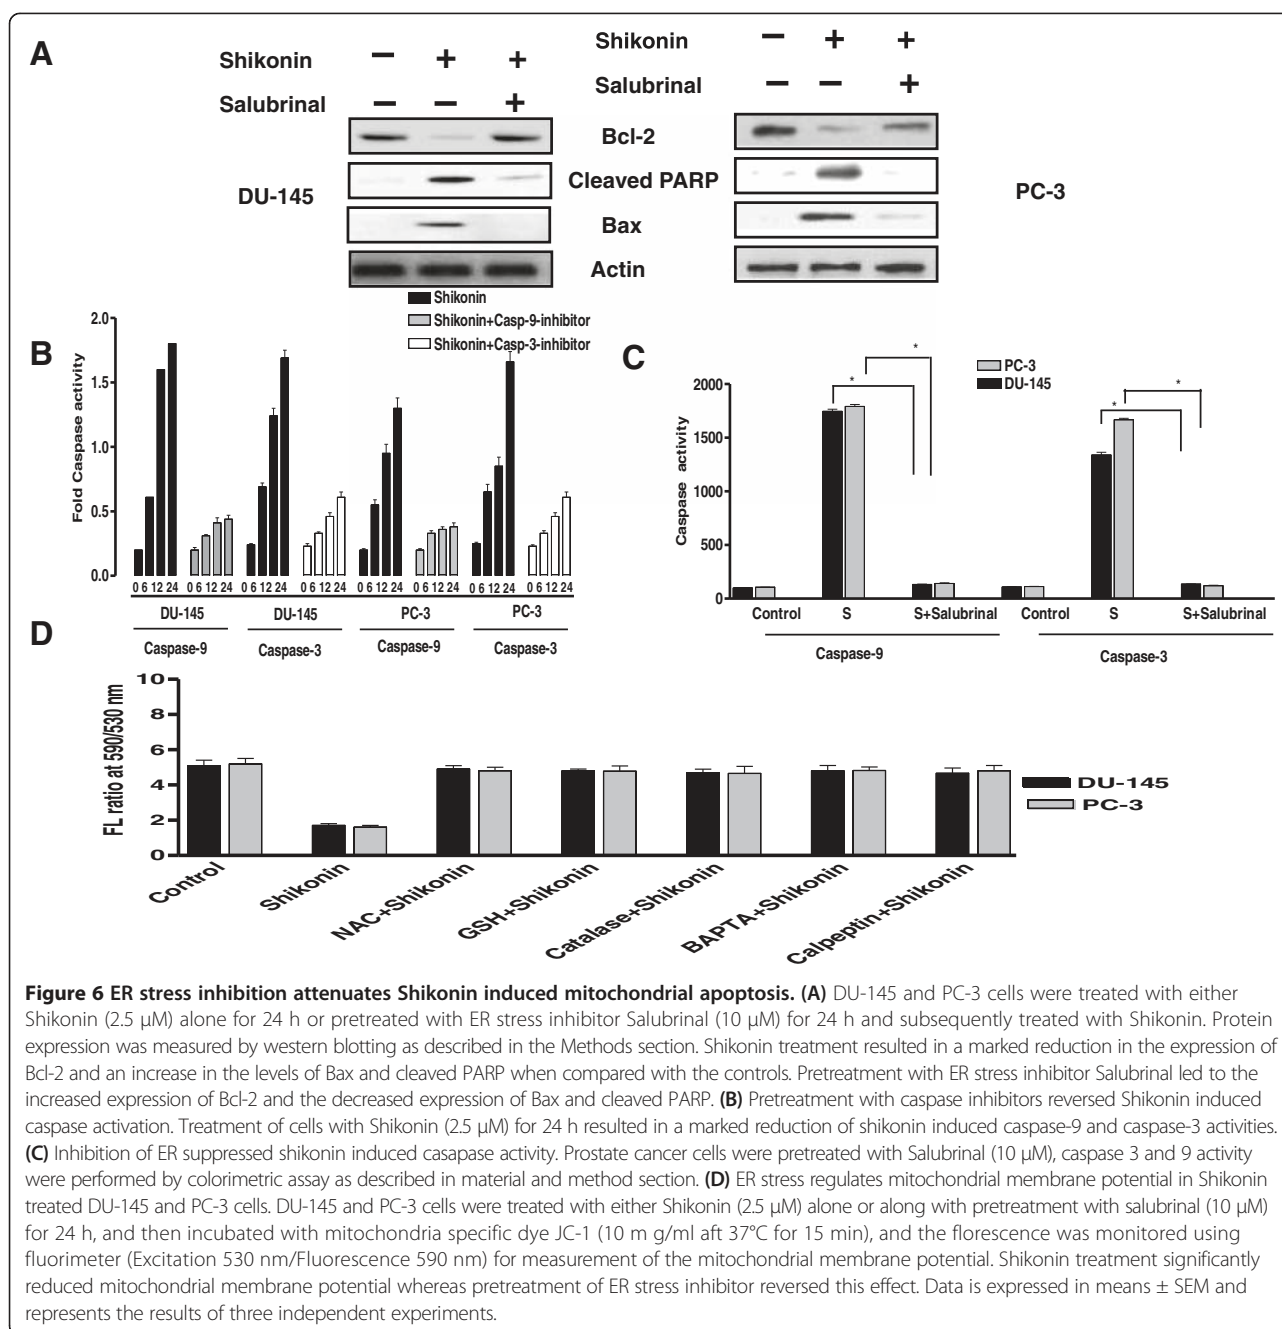 A
Shikonin − + +
Salubrinal − − +
Shikonin − + +
Salubrinal − − +
Bcl-2
Cleaved PARP
Bax
Actin
DU-145
PC-3
B
Shikonin
Shikonin+Casp-9-inhibitor
Shikonin+Casp-3-inhibitor
Fold Caspase activity
2.0
1.5
1.0
0.5
0.0
0 6 12 24 0 6 12 24 0 6 12 24 0 6 12 24 0 6 12 24 0 6 12 24 0 6 12 24 0 6 12 24
DU-145 DU-145 PC-3 PC-3
Caspase-9 Caspase-3 Caspase-9 Caspase-3
C
PC-3
DU-145
Caspase activity
2000
1500
1000
500
0
* * * *
Control S S+Salubrinal Control S S+Salubrinal
Caspase-9 Caspase-3
D
FL ratio at 590/530 nm
10
8
6
4
2
0
DU-145
PC-3
Control
Shikonin
NAC+Shikonin
GSH+Shikonin
Catalase+Shikonin
BAPTA+Shikonin
Calpeptin+Shikonin
Figure 6 ER stress inhibition attenuates Shikonin induced mitochondrial apoptosis. (A) DU-145 and PC-3 cells were treated with either
Shikonin (2.5 μM) alone for 24 h or pretreated with ER stress inhibitor Salubrinal (10 μM) for 24 h and subsequently treated with Shikonin. Protein
expression was measured by western blotting as described in the Methods section. Shikonin treatment resulted in a marked reduction in the expression of
Bcl-2 and an increase in the levels of Bax and cleaved PARP when compared with the controls. Pretreatment with ER stress inhibitor Salubrinal led to the
increased expression of Bcl-2 and the decreased expression of Bax and cleaved PARP. (B) Pretreatment with caspase inhibitors reversed Shikonin induced
caspase activation. Treatment of cells with Shikonin (2.5 μM) for 24 h resulted in a marked reduction of shikonin induced caspase-9 and caspase-3 activities.
(C) Inhibition of ER suppressed shikonin induced casapase activity. Prostate cancer cells were pretreated with Salubrinal (10 μM), caspase 3 and 9 activity
were performed by colorimetric assay as described in material and method section. (D) ER stress regulates mitochondrial membrane potential in Shikonin
treated DU-145 and PC-3 cells. DU-145 and PC-3 cells were treated with either Shikonin (2.5 μM) alone or along with pretreatment with salubrinal (10 μM)
for 24 h, and then incubated with mitochondria specific dye JC-1 (10 m g/ml aft 37°C for 15 min), and the florescence was monitored using
fluorimeter (Excitation 530 nm/Fluorescence 590 nm) for measurement of the mitochondrial membrane potential. Shikonin treatment significantly
reduced mitochondrial membrane potential whereas pretreatment of ER stress inhibitor reversed this effect. Data is expressed in means ± SEM and
represents the results of three independent experiments.